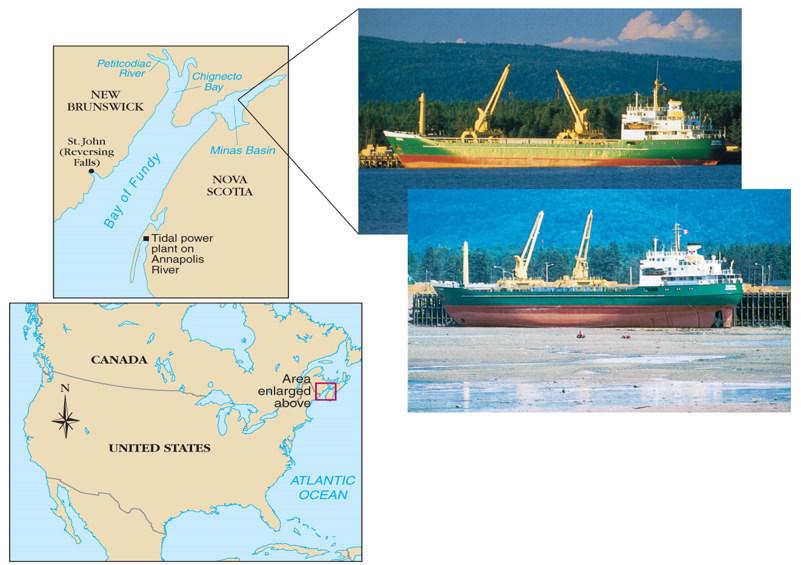 Petitcodiac
River
Chignecto
Bay
NEW
BRUNSWICK
St. John
(Reversing
Falls)
Minas Basin
Bay of Fundy
NOVA
SCOTIA
Tidal power
plant on
Annapolis
River
CANADA
Area
enlarged
above
N
UNITED STATES
ATLANTIC
OCEAN